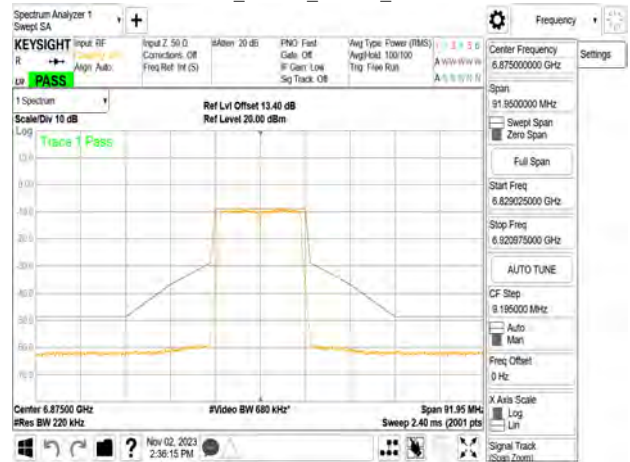 Spectrum Analyzer 1
Swept SA
Frequency
KEYSIGHT
Input: RF
Align: Auto
Input Z: 50 Ω
Corrections: Off
Freq Ref: Int (S)
#Atten: 20 dB
PNO: Fast
Gate: Off
IF Gain: Low
Sig Track: Off
Avg Type: Power (RMS)
Avg|Hold: 100/100
Trig: Free Run
R
PASS
Center Frequency
6.875000000 GHz
Settings
Span
91.9500000 MHz
Swept Span
Zero Span
Full Span
Start Freq
6.829025000 GHz
Stop Freq
6.920975000 GHz
AUTO TUNE
CF Step
9.195000 MHz
Auto
Man
Freq Offset
0 Hz
X Axis Scale
Log
Lin
Signal Track
(Span Zoom)
1 Spectrum
Scale/Div 10 dB
Ref Lvl Offset 13.40 dB
Ref Level 20.00 dBm
Log
Trace 1 Pass
Center 6.87500 GHz
#Video BW 680 kHz*
Span 91.95 MHz
#Res BW 220 kHz
Sweep 2.40 ms (2001 pts)
Nov 02, 2023
2:36:15 PM